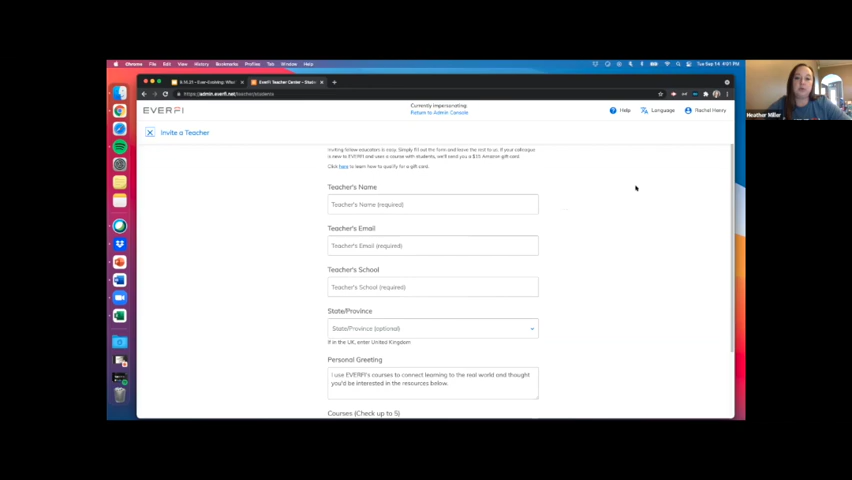 Chrome File Edit View History Bookmarks Profiles Tab Window Help
Tue Sep 14 4:01 PM
EverFi Teacher Center - Stude
https://admin.everfi.net/teacher/students
EVERFI
Currently impersonating
Return to Admin Console
Help
Language
Rachal Henry
Heather Miller
Invite a Teacher
Inviting fellow educators is easy. Simply fill out the form and leave the rest to us. If your colleague
is new to EVERFI and uses a course with students, we'll send you a $15 Amazon gift card.
Click here to learn how to qualify for a gift card.
Teacher's Name
Teacher's Name (required)
Teacher's Email
Teacher's Email (required)
Teacher's School
Teacher's School (required)
State/Province
State/Province (optional)
If in the UK, enter United Kingdom
Personal Greeting
I use EVERFI's courses to connect learning to the real world and thought
you'd be interested in the resources below.
Courses (Check up to 5)